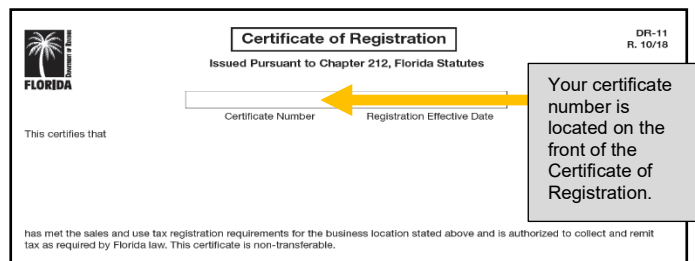 Certificate of Registration
DR-11
R. 10/18
Issued Pursuant to Chapter 212, Florida Statutes
FLORIDA
DEPARTMENT OF REVENUE
Certificate Number
Registration Effective Date
This certifies that
Your certificate
number is
located on the
front of the
Certificate of
Registration.
has met the sales and use tax registration requirements for the business location stated above and is authorized to collect and remit
tax as required by Florida law. This certificate is non-transferable.